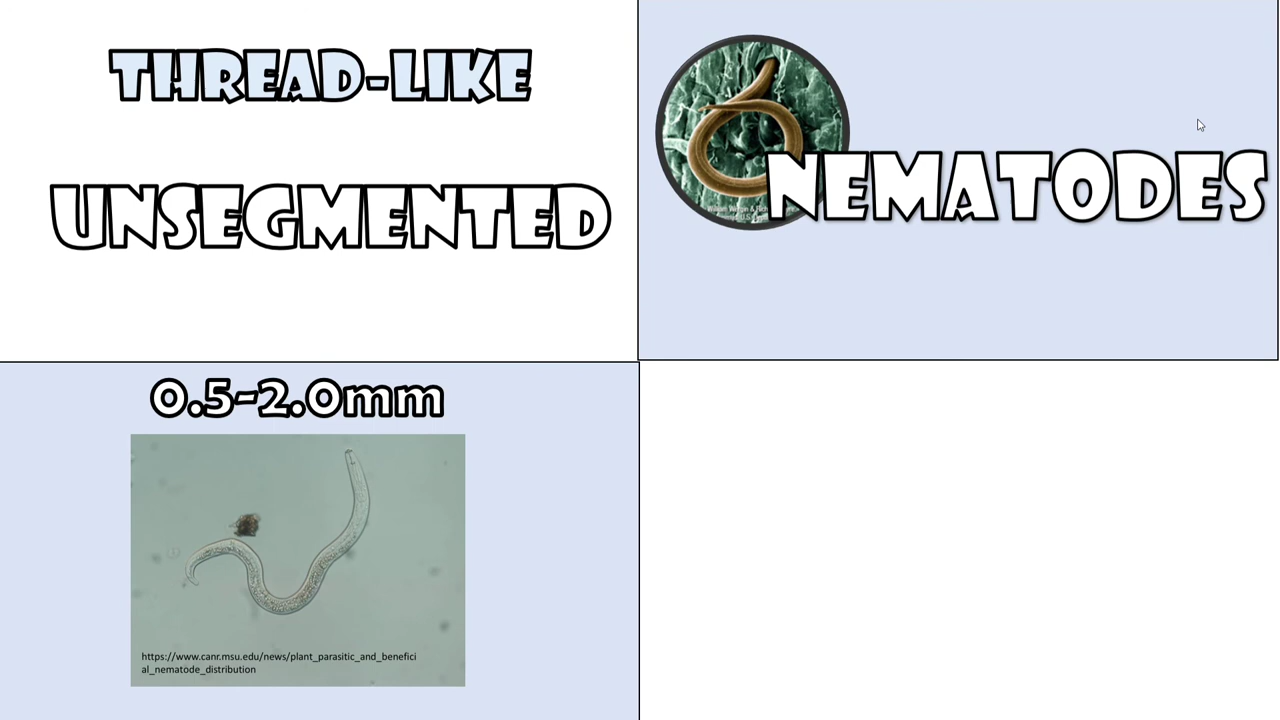 THREAD-LIKE
UNSEGMENTED
NEMATODES
0.5-2.0mm
https://www.canr.msu.edu/news/plant_parasitic_and_benefici
al_nematode_distribution